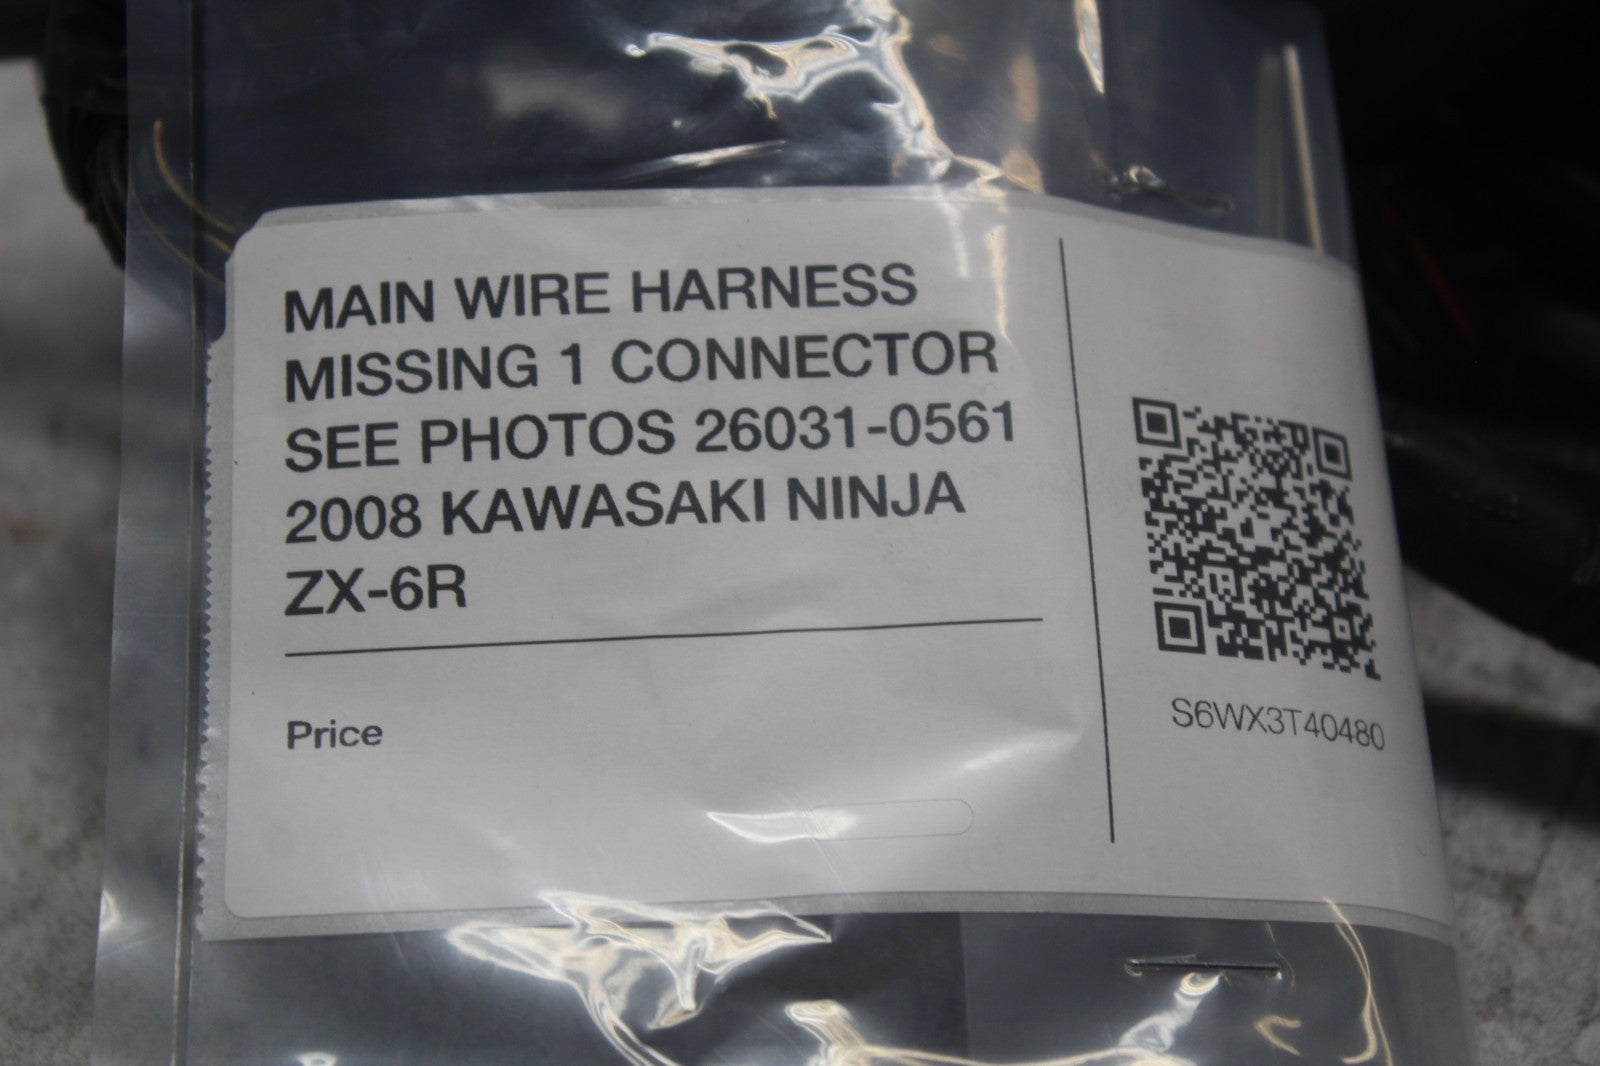 MAIN WIRE HARNESS
MISSING 1 CONNECTOR
SEE PHOTOS 26031-0561
2008 KAWASAKI NINJA
ZX-6R
Price
S6WX3T40480